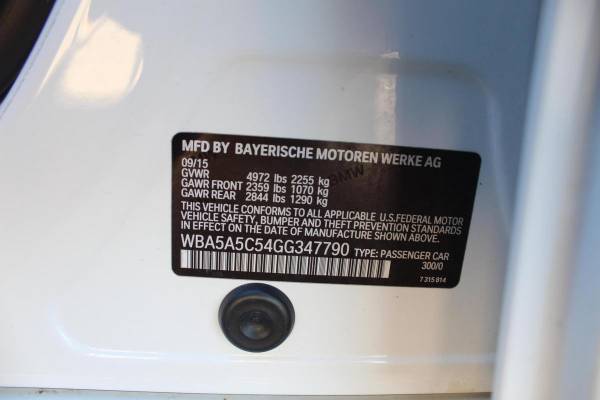 MFD BY BAYERISCHE MOTOREN WERKE AG
09/15
GVWR 4972 lbs 2255 kg
GAWR FRONT 2359 lbs 1070 kg
GAWR REAR 2844 lbs 1290 kg
BMW
THIS VEHICLE CONFORMS TO ALL APPLICABLE U.S.FEDERAL MOTOR
VEHICLE SAFETY, BUMPER AND THEFT PREVENTION STANDARDS
IN EFFECT ON THE DATE OF MANUFACTURE SHOWN ABOVE.
WBA5A5C54GG347790 TYPE: PASSENGER CAR
300/0
7 315 814